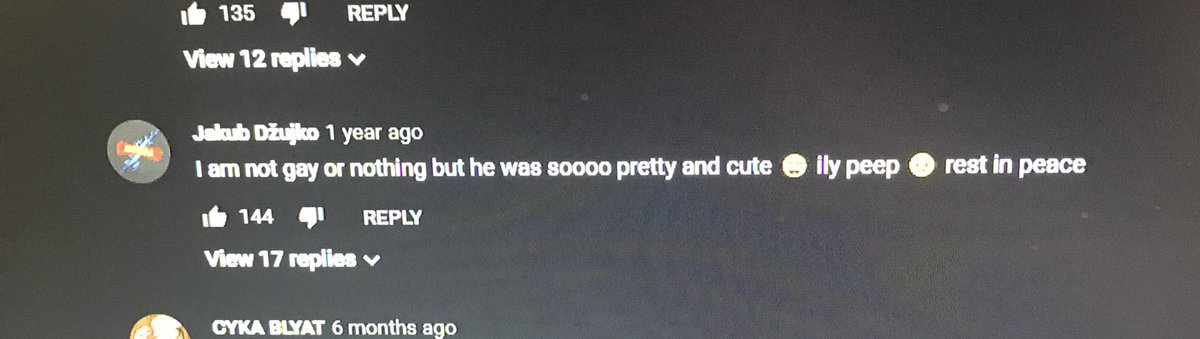 135 REPLY
View 12 replies
Jakub Džujko 1 year ago
I am not gay or nothing but he was soooo pretty and cute 😄 ily peep 😳 rest in peace
144 REPLY
View 17 replies
CYKA BLYAT 6 months ago